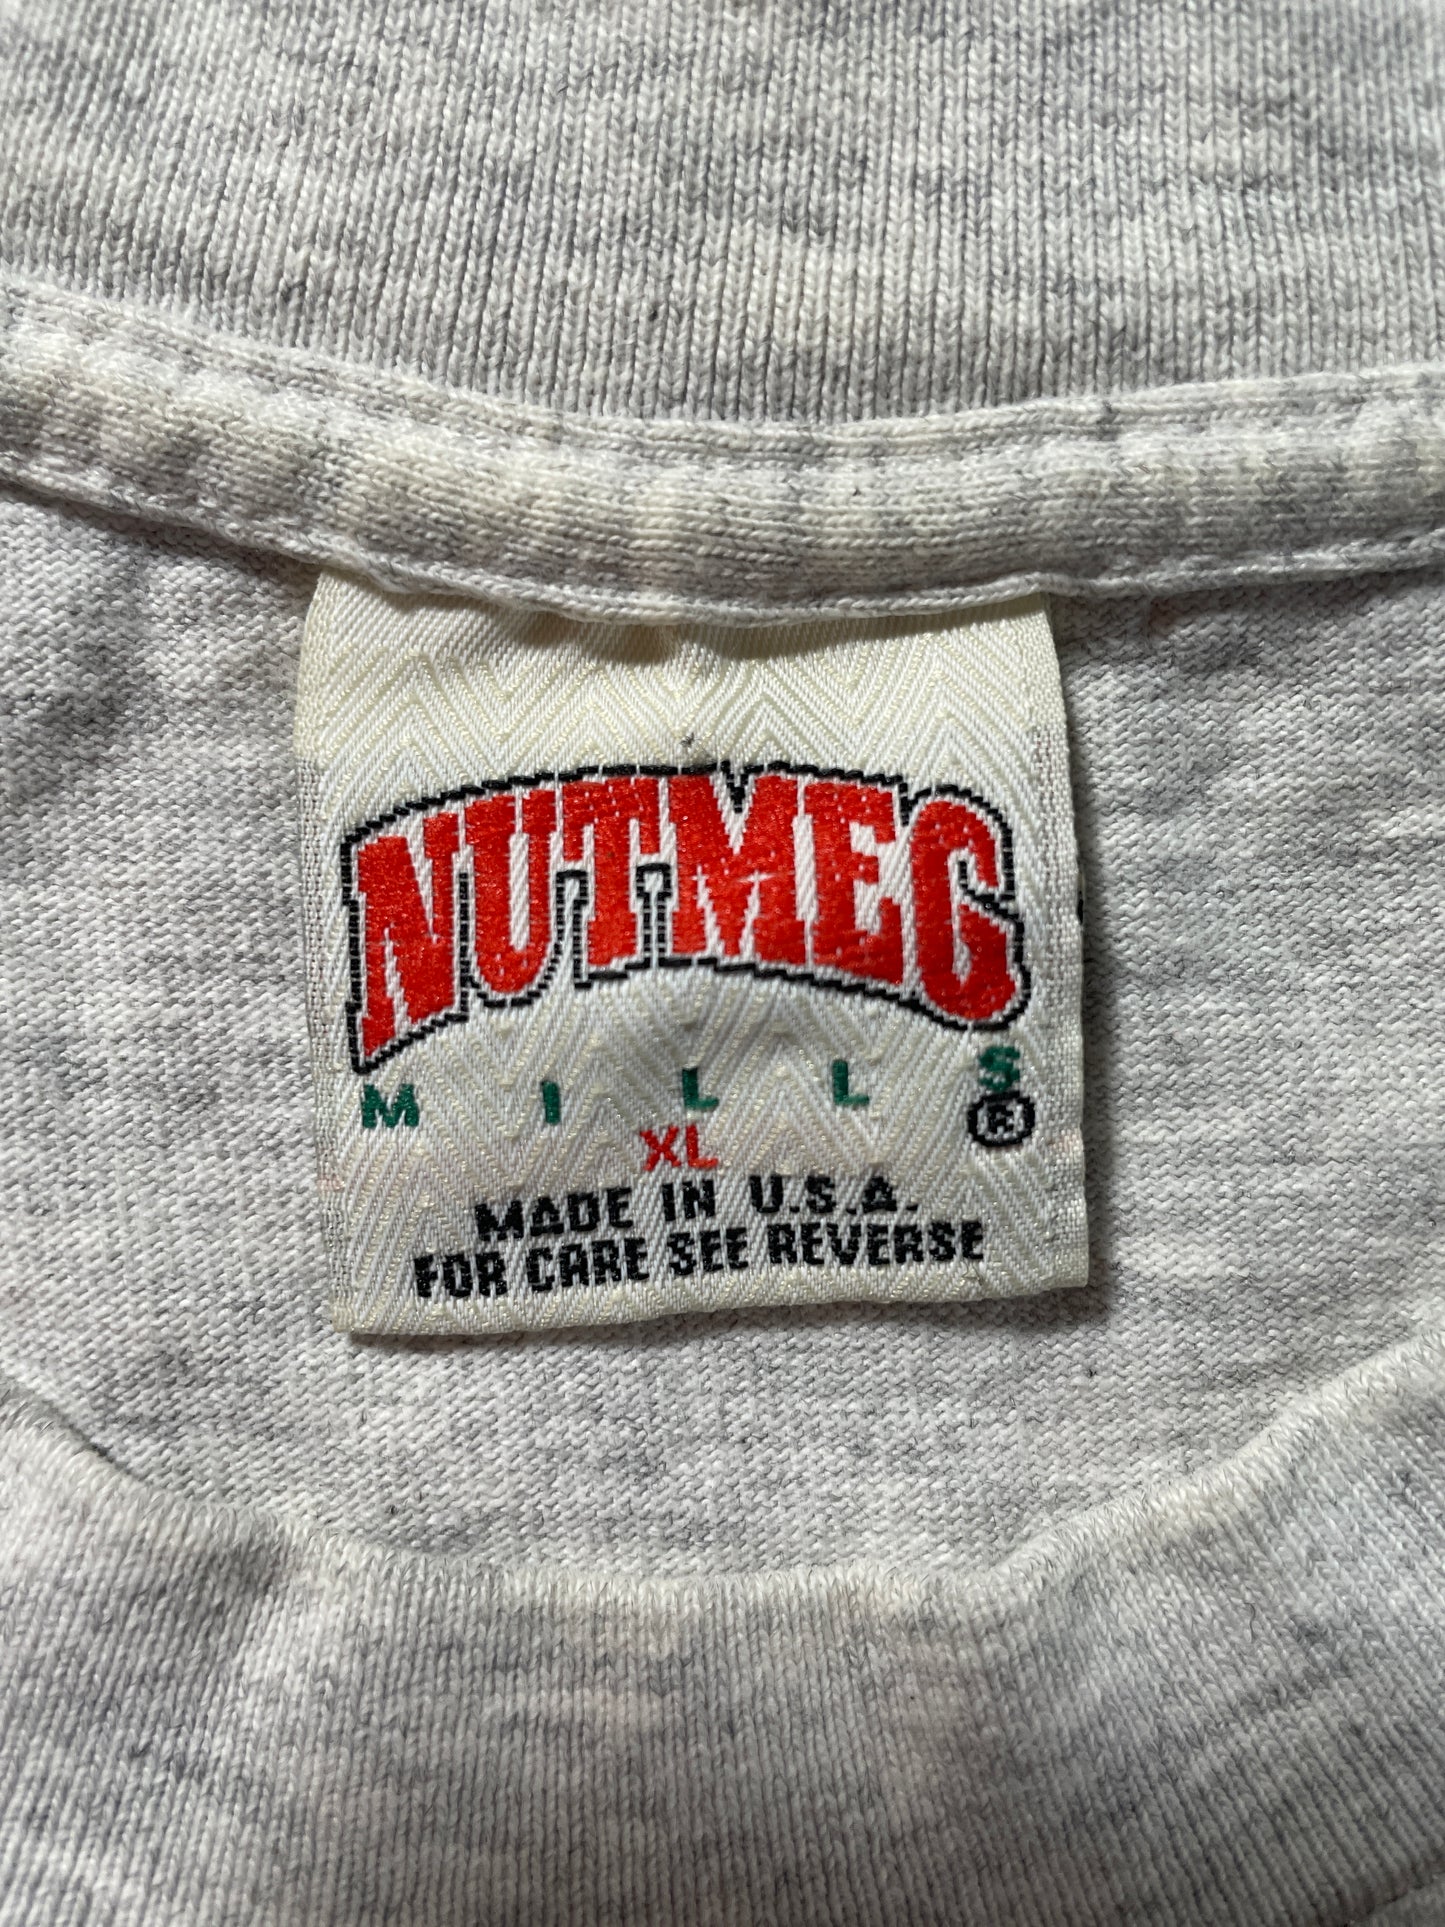 NUTMEG
MILLS
®
XL
MADE IN U.S.A.
FOR CARE SEE REVERSE